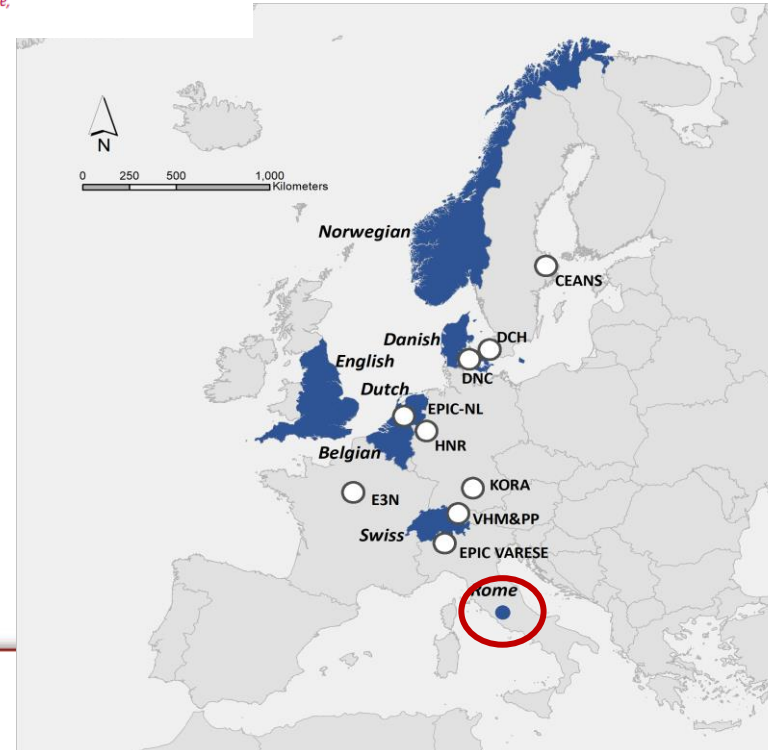 e,
N
0 250 500 1,000
Kilometers
Norwegian
CEANS
Danish
DCH
English
DNC
Dutch
EPIC-NL
HNR
Belgian
KORA
E3N
VHM&PP
Swiss
EPIC VARESE
Rome